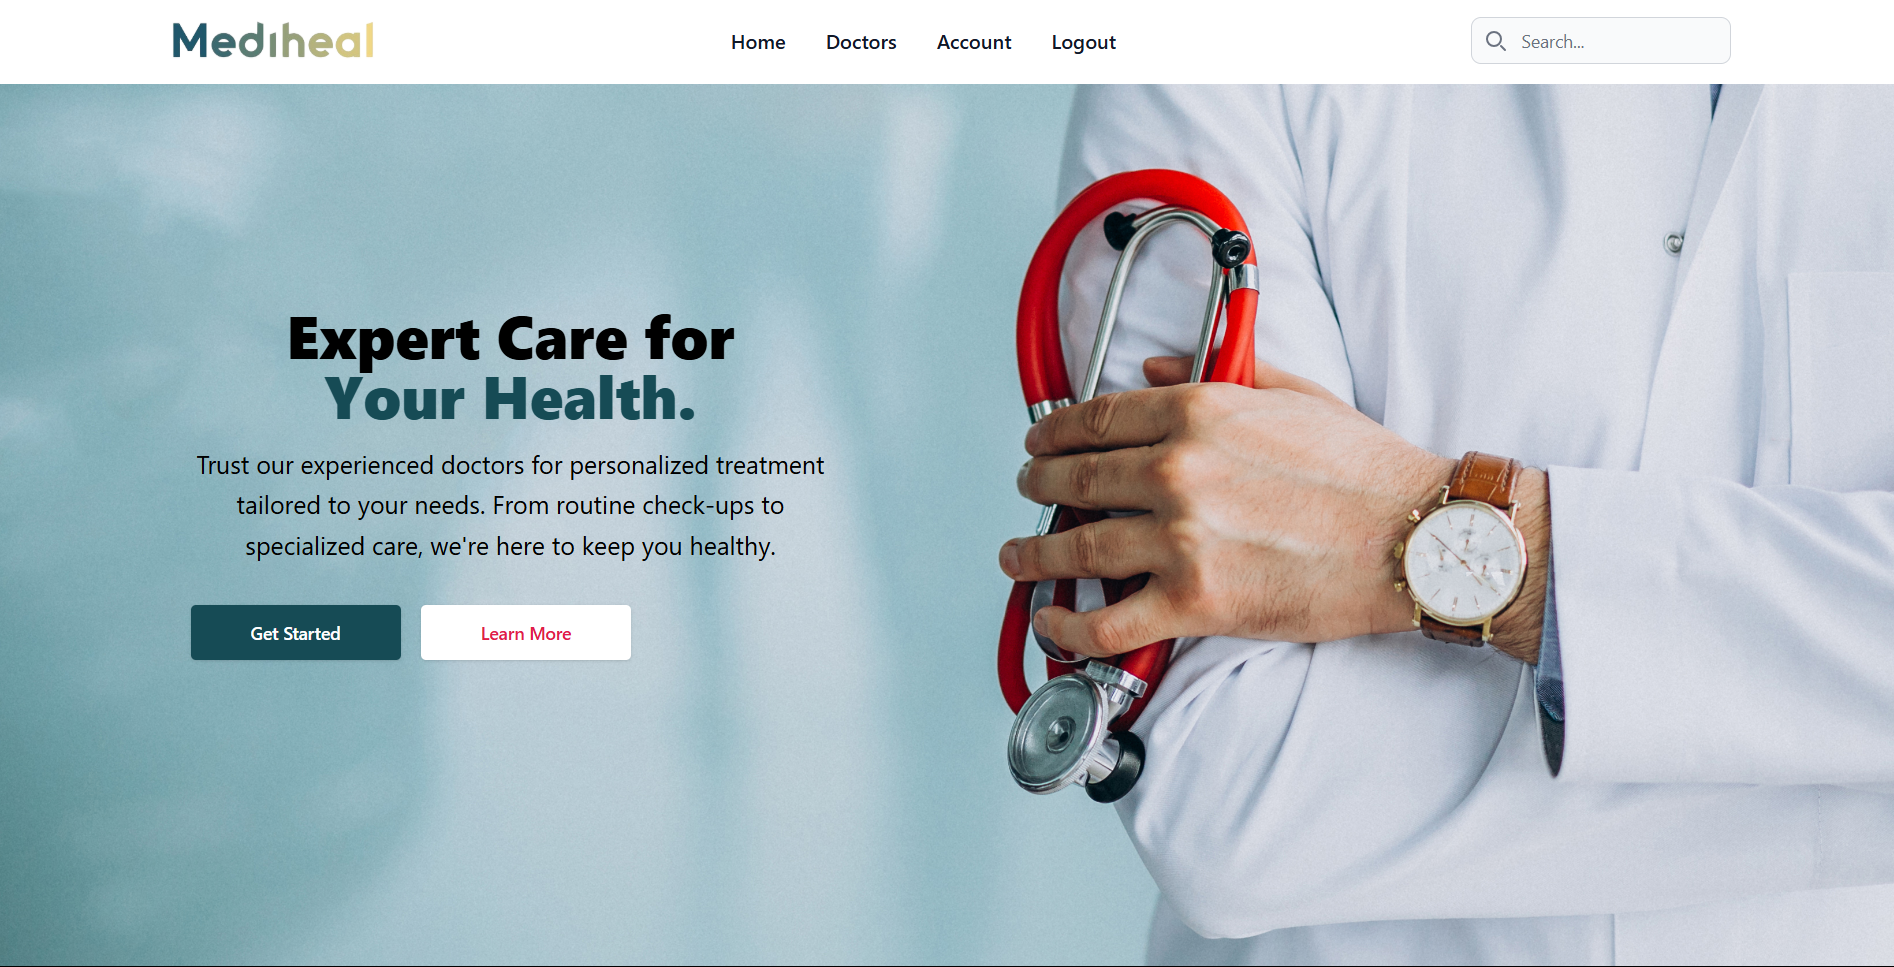 Mediheal
Home
Doctors
Account
Logout
Search...
Expert Care for
Your Health.
Trust our experienced doctors for personalized treatment
tailored to your needs. From routine check-ups to
specialized care, we're here to keep you healthy.
Get Started
Learn More